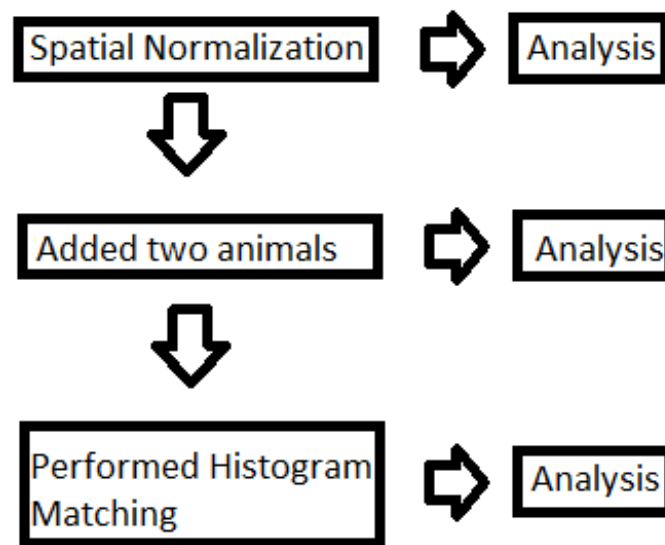 Spatial Normalization
Analysis
Added two animals
Analysis
Performed Histogram
Matching
Analysis